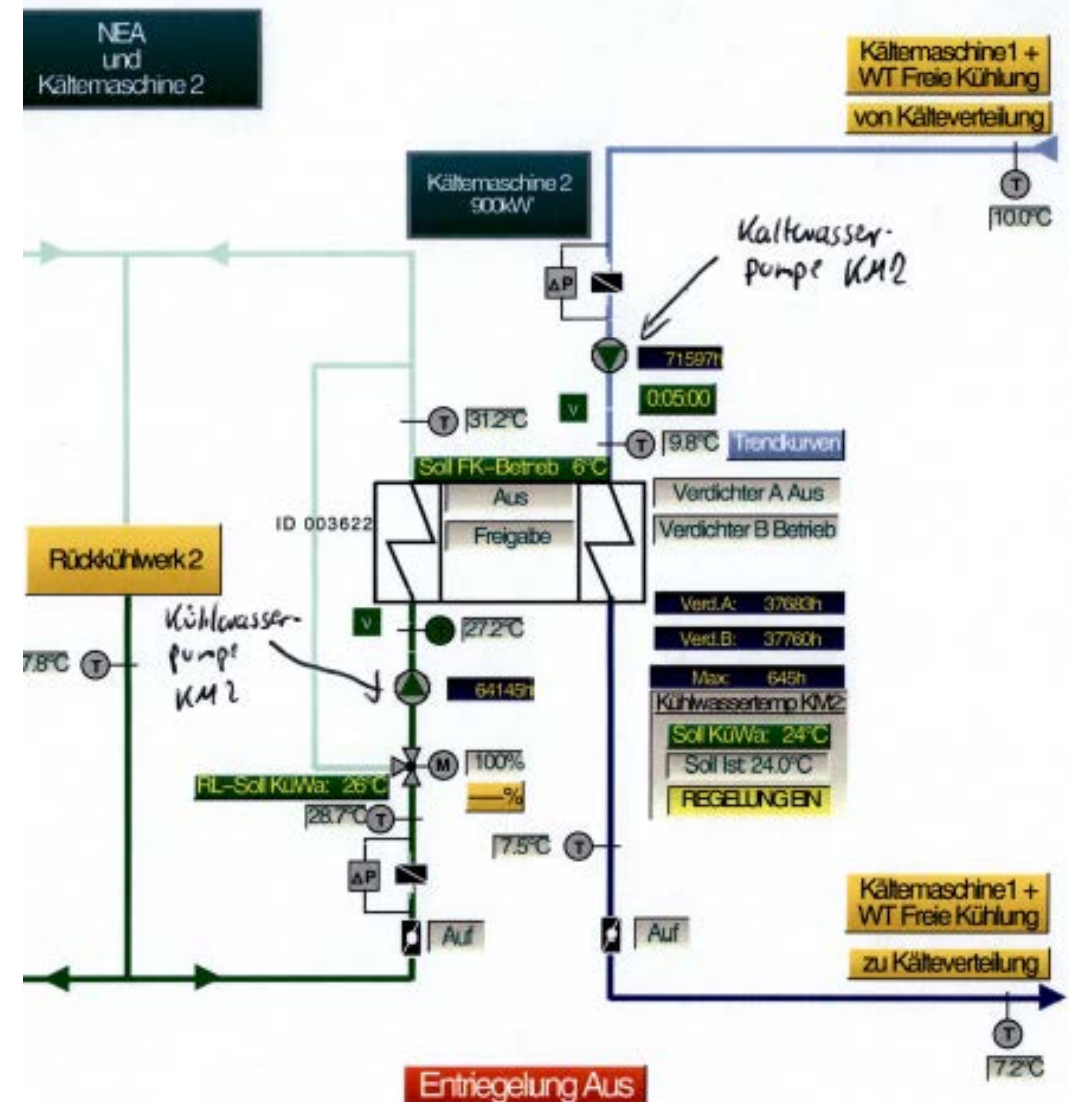 NEA
und
Kältemaschine 2
Kältemaschine1 +
WT Freie Kühlung
von Kälteverteilung
T
10.0°C
Kältemaschine 2
900kW
Kaltwasser-
pumpe KM2
ΔP
71597h
0:05:00
V
T
31.2°C
T
9.8°C
Trendkurven
Soll FK-Betrieb 6°C
Aus
Freigabe
Verdichter A Aus
Verdichter B Betrieb
ID 003622
Rückkühlwerk 2
Kühlwasser-
pumpe
KM2
V
27.2°C
Verd.A: 37683h
Verd.B: 37760h
Max: 645h
7.8°C
T
64145h
Kühlwassertemp KM2:
Soll KüWa: 24°C
Soll Ist: 24.0°C
REGELUNG EIN
M
100%
%
RL-Soll KüWa: 26°C
28.7°C
T
7.5°C
T
ΔP
Auf
Auf
Kältemaschine1 +
WT Freie Kühlung
zu Kälteverteilung
T
7.2°C
Entriegelung Aus